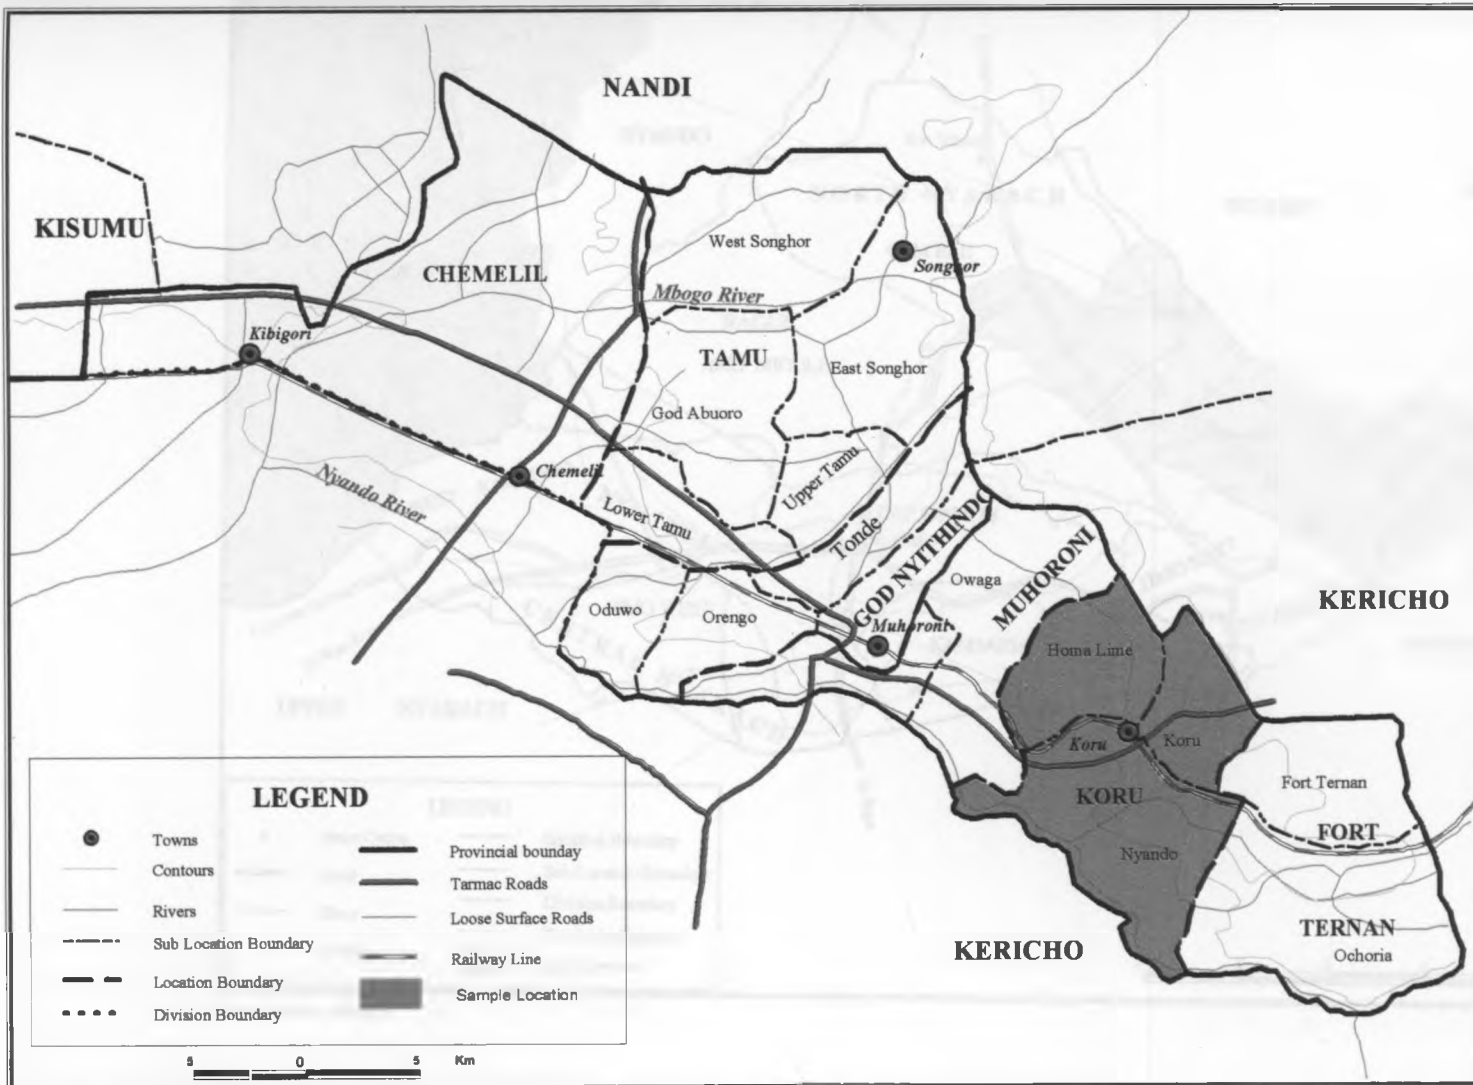 NANDI
KISUMU
West Songhor
Songhor
CHEMELIL
Mbogo River
Kibigori
TAMU
East Songhor
God Abuoro
Upper Tamu
Chemelil
Nyando River
Lower Tamu
Tonde
GOD NYITHINDO
MUHORONI
Owaga
KERICHO
Oduwo
Orengo
Muhoroni
Homa Lime
Koru
Koru
Fort Ternan
KORU
FORT
Nyando
TERNAN
KERICHO
Ochoria
LEGEND
Towns
Contours
Rivers
Sub Location Boundary
Location Boundary
Division Boundary
Provincial boundary
Tarmac Roads
Loose Surface Roads
Railway Line
Sample Location
5 0 5 Km